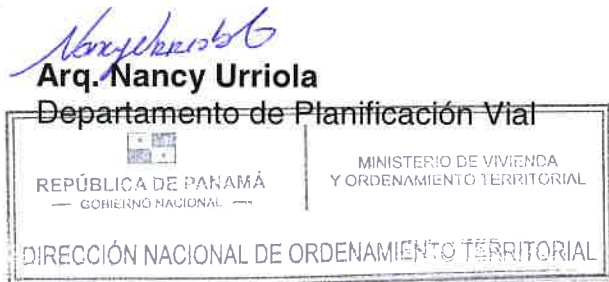 Arq. Nancy Urriola
Departamento de Planificación Vial
REPÚBLICA DE PANAMÁ
— GOBIERNO NACIONAL —
MINISTERIO DE VIVIENDA
Y ORDENAMIENTO TERRITORIAL
DIRECCIÓN NACIONAL DE ORDENAMIENTO TERRITORIAL